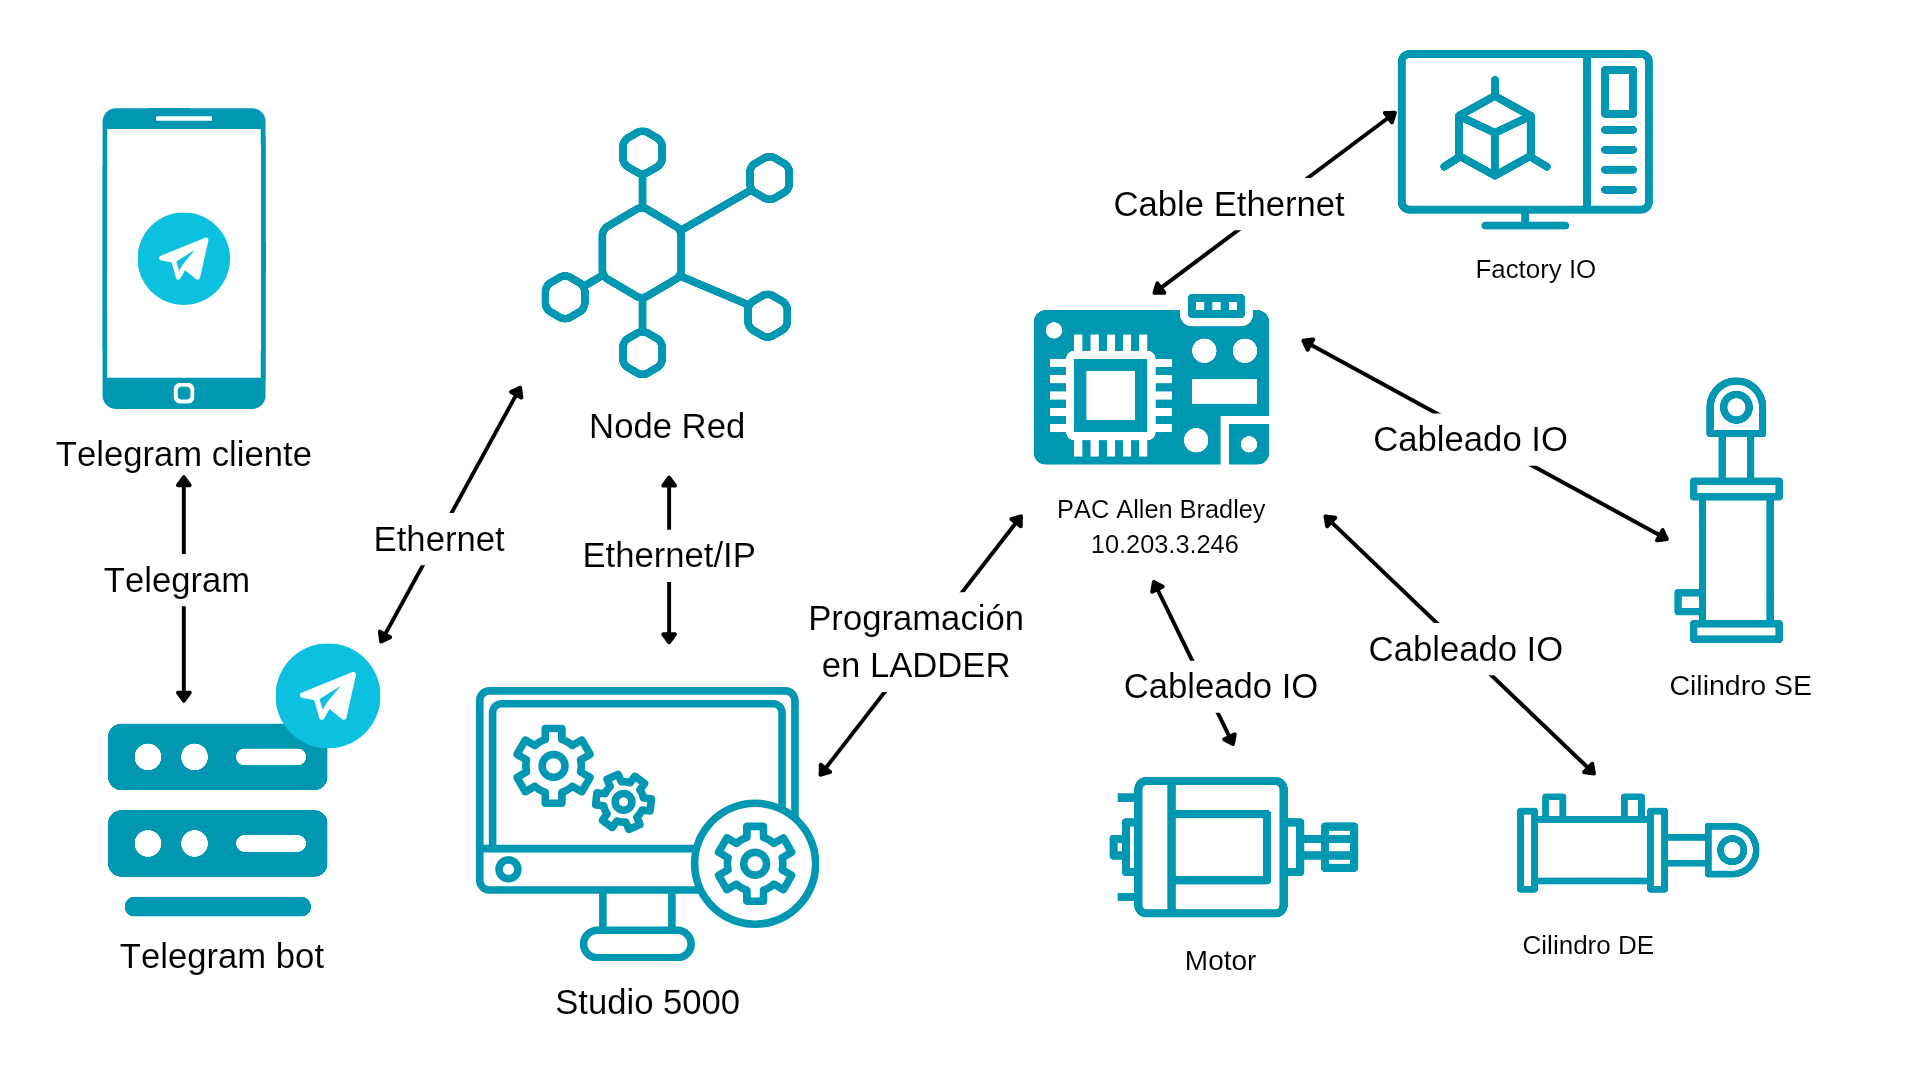 Cable Ethernet
Factory IO
Node Red
Telegram cliente
Cableado IO
PAC Allen Bradley
10.203.3.246
Ethernet
Ethernet/IP
Telegram
Programación
en LADDER
Cableado IO
Cableado IO
Cilindro SE
Telegram bot
Studio 5000
Motor
Cilindro DE